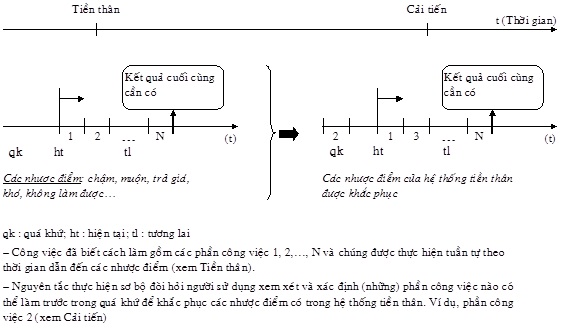 Tiền thân
Cải tiến
t (Thời gian)
Kết quả cuối cùng
cần có
1 2 ... N (t)
qk ht tl
Các nhược điểm: chậm, muộn, trả giá,
khó, không làm được…
Kết quả cuối cùng
cần có
2 1 3 ... N (t)
qk ht tl
Các nhược điểm của hệ thống tiền thân
được khắc phục
qk : quá khứ; ht : hiện tại; tl : tương lai
– Công việc đã biết cách làm gồm các phần công việc 1, 2,…, N và chúng được thực hiện tuần tự theo
thời gian dẫn đến các nhược điểm (xem Tiền thân).
– Nguyên tắc thực hiện sơ bộ đòi hỏi người sử dụng xem xét và xác định (những) phần công việc nào có
thể làm trước trong quá khứ để khắc phục các nhược điểm có trong hệ thống tiền thân. Ví dụ, phần công
việc 2 (xem Cải tiến)